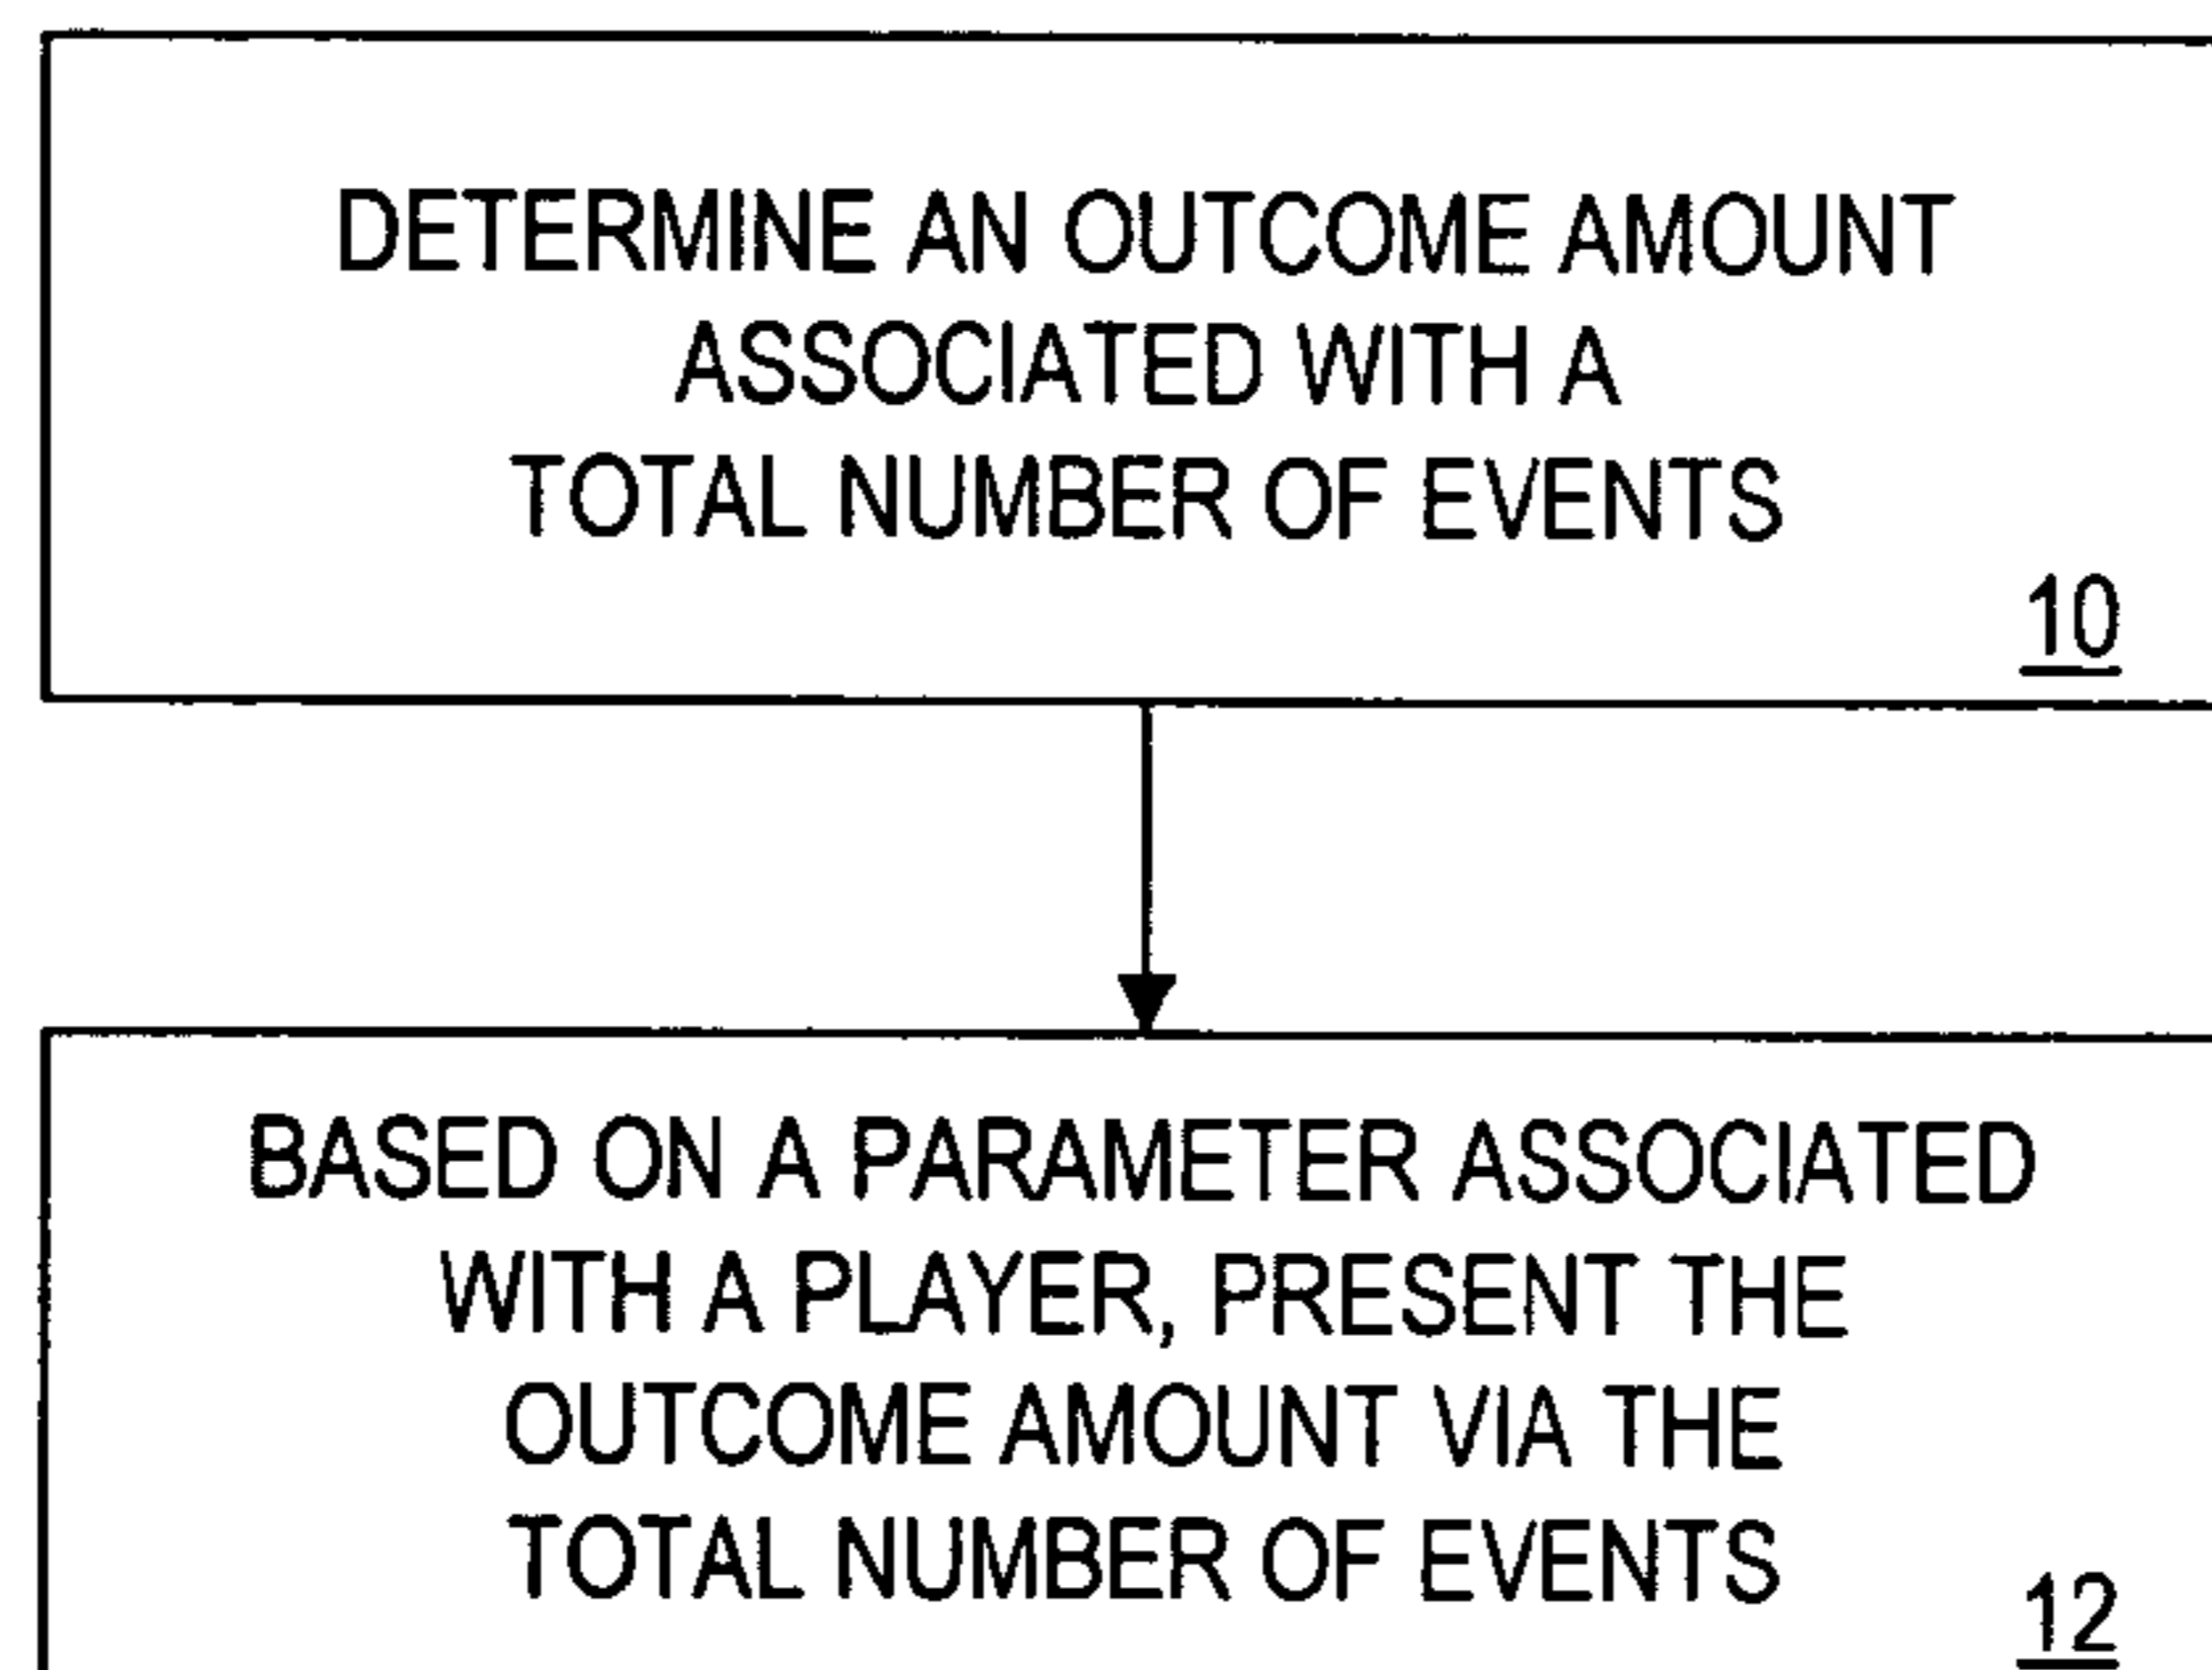 DETERMINE AN OUTCOME AMOUNT
ASSOCIATED WITH A
TOTAL NUMBER OF EVENTS
10
BASED ON A PARAMETER ASSOCIATED
WITH A PLAYER, PRESENT THE
OUTCOME AMOUNT VIA THE
TOTAL NUMBER OF EVENTS
12